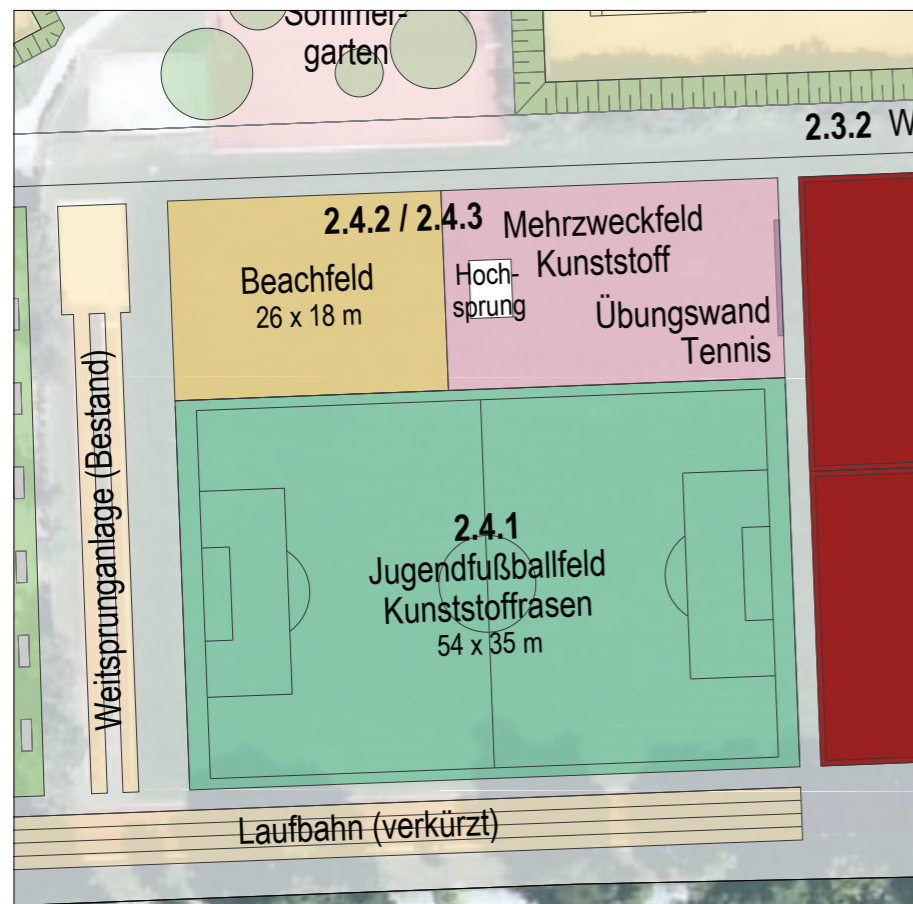 Sommer-
garten
2.3.2 W
2.4.2 / 2.4.3
Mehrzweckfeld
Kunststoff
Hoch-
sprung
Beachfeld
26 x 18 m
Übungswand
Tennis
Weitsprunganlage (Bestand)
2.4.1
Jugendfußballfeld
Kunststoffrasen
54 x 35 m
Laufbahn (verkürzt)